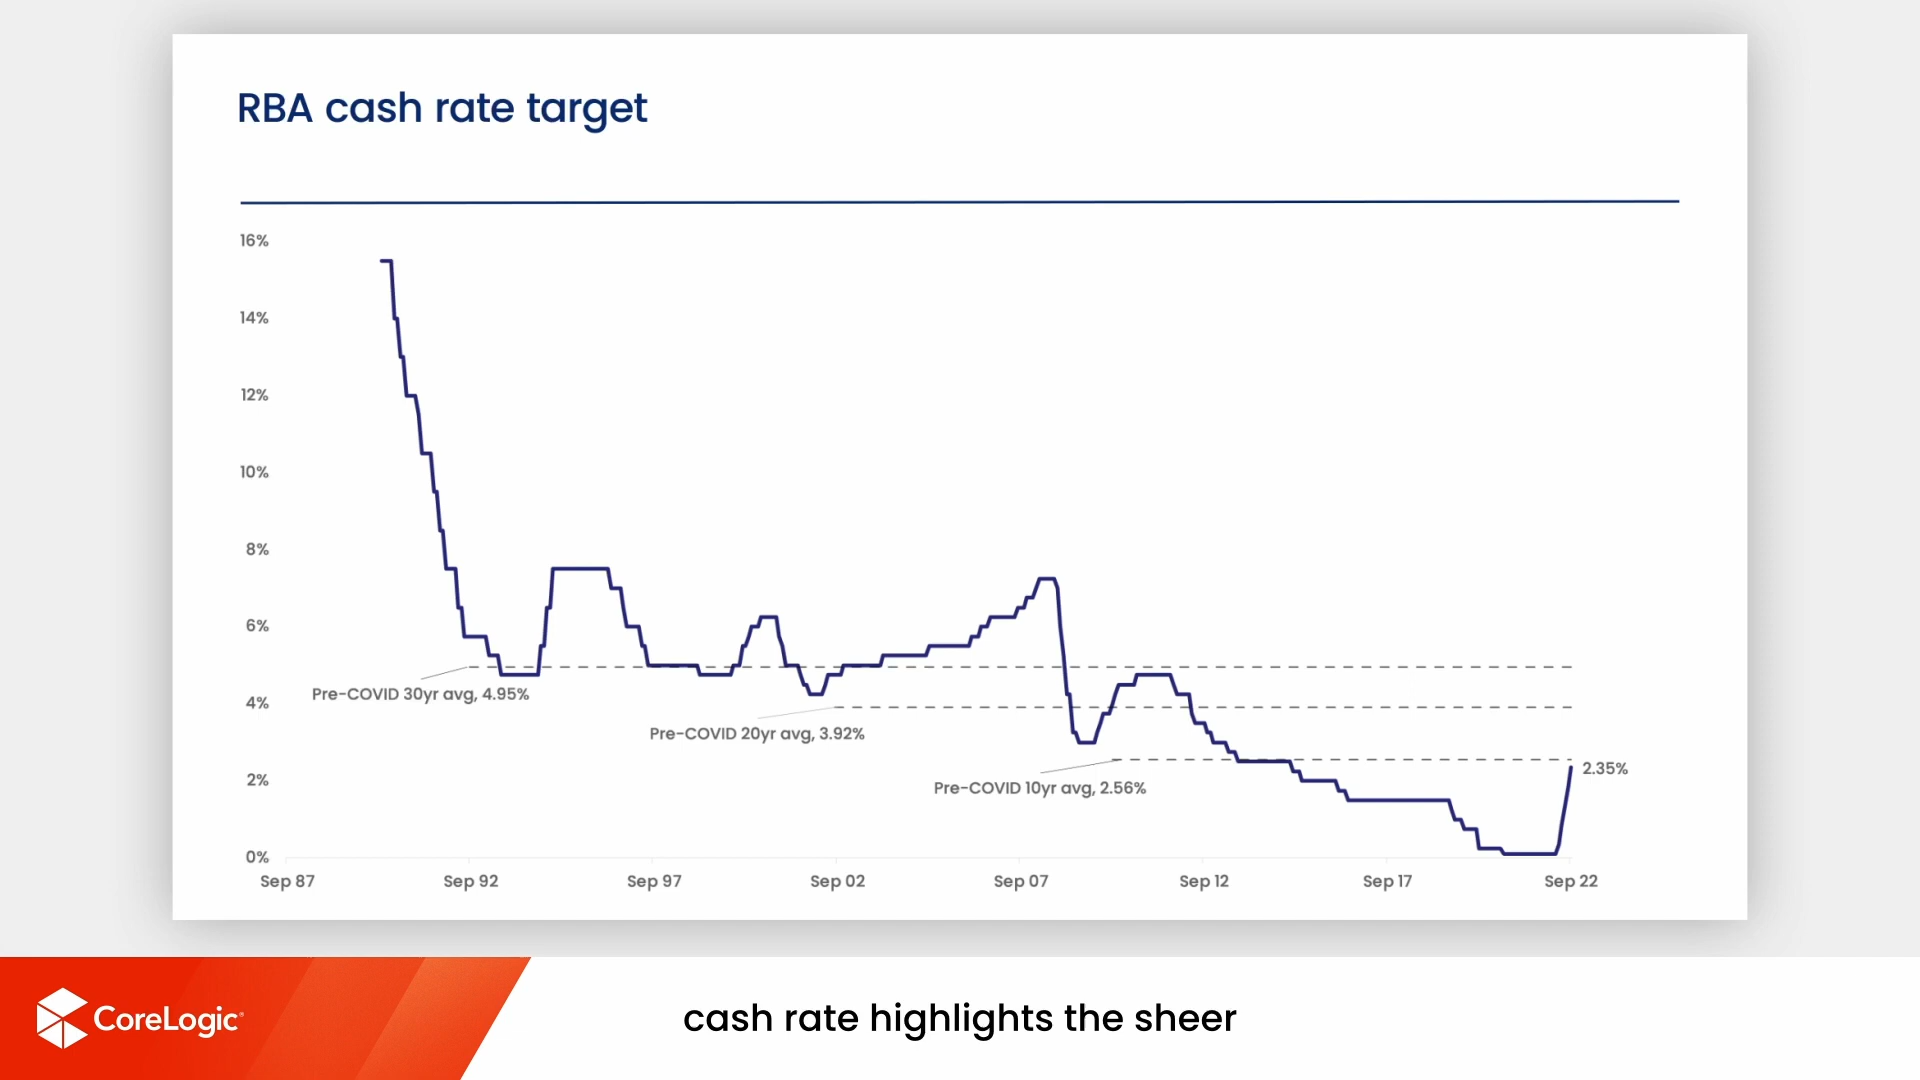 RBA cash rate target
16%
14%
12%
10%
8%
6%
4%
2%
0%
Pre-COVID 30yr avg, 4.95%
Pre-COVID 20yr avg, 3.92%
Pre-COVID 10yr avg, 2.56%
2.35%
Sep 87
Sep 92
Sep 97
Sep 02
Sep 07
Sep 12
Sep 17
Sep 22
CoreLogic
cash rate highlights the sheer